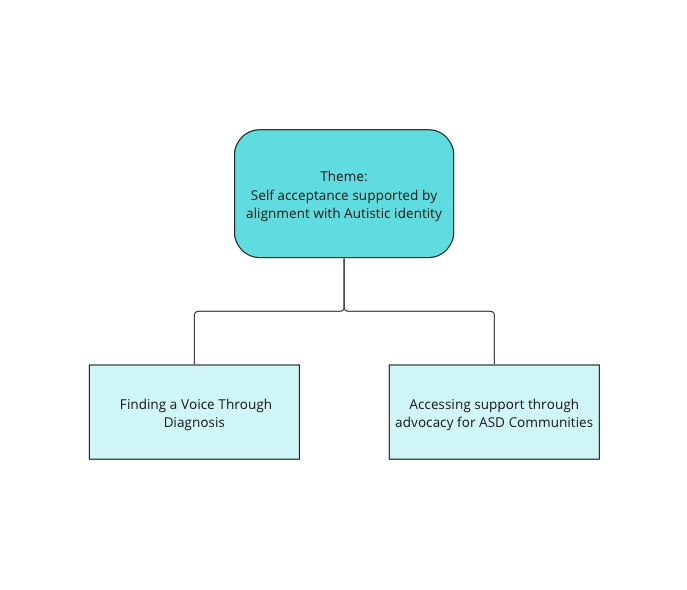 Theme:
Self acceptance supported by
alignment with Autistic identity
Finding a Voice Through
Diagnosis
Accessing support through
advocacy for ASD Communities